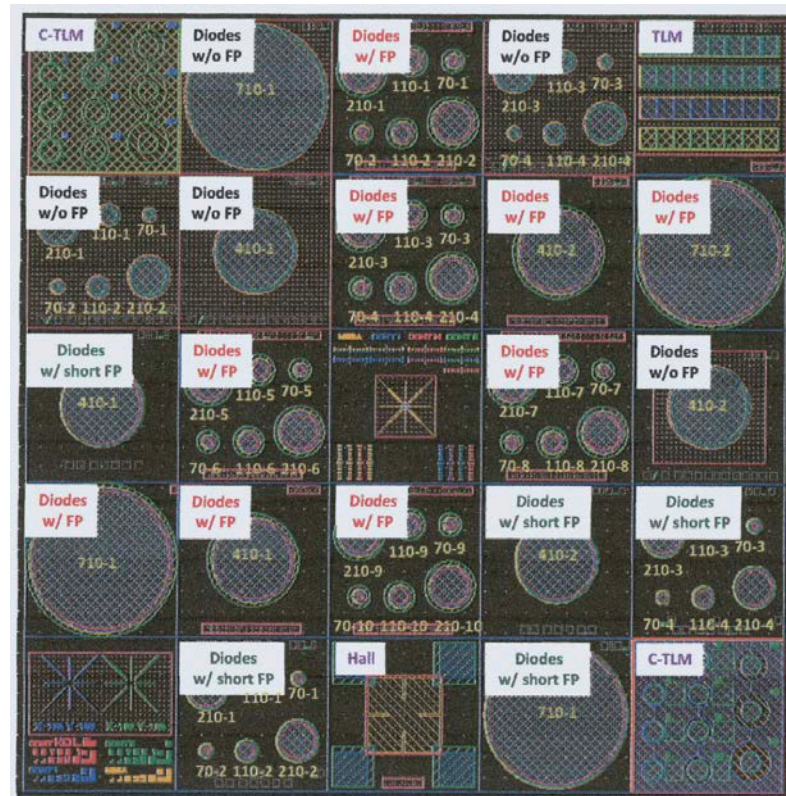 C-TLM
Diodes
w/o FP
710-1
Diodes
w/ FP
110-1 70-1
210-1
70-2 110-2 210-2
Diodes
w/o FP
110-3 70-3
210-3
70-4 110-4 210-4
TLM
Diodes
w/o FP
110-1 70-1
210-1
70-2 110-2 210-2
Diodes
w/o FP
410-1
Diodes
w/ FP
110-3 70-3
210-3
70-4 110-4 210-4
Diodes
w/ FP
410-2
Diodes
w/ FP
710-2
Diodes
w/ short FP
410-1
Diodes
w/ FP
110-5 70-5
210-5
70-6 110-6 210-6
Diodes
w/ FP
110-7 70-7
210-7
70-8 110-8 210-8
Diodes
w/o FP
410-2
Diodes
w/ FP
710-1
Diodes
w/ FP
410-1
Diodes
w/ FP
110-9 70-9
210-9
70-10 110-10 210-10
Diodes
w/ short FP
410-2
Diodes
w/ short FP
110-3 70-3
210-3
70-4 110-4 210-4
Diodes
w/ short FP
110-1 70-1
210-1
70-2 110-2 210-2
Hall
Diodes
w/ short FP
710-1
C-TLM